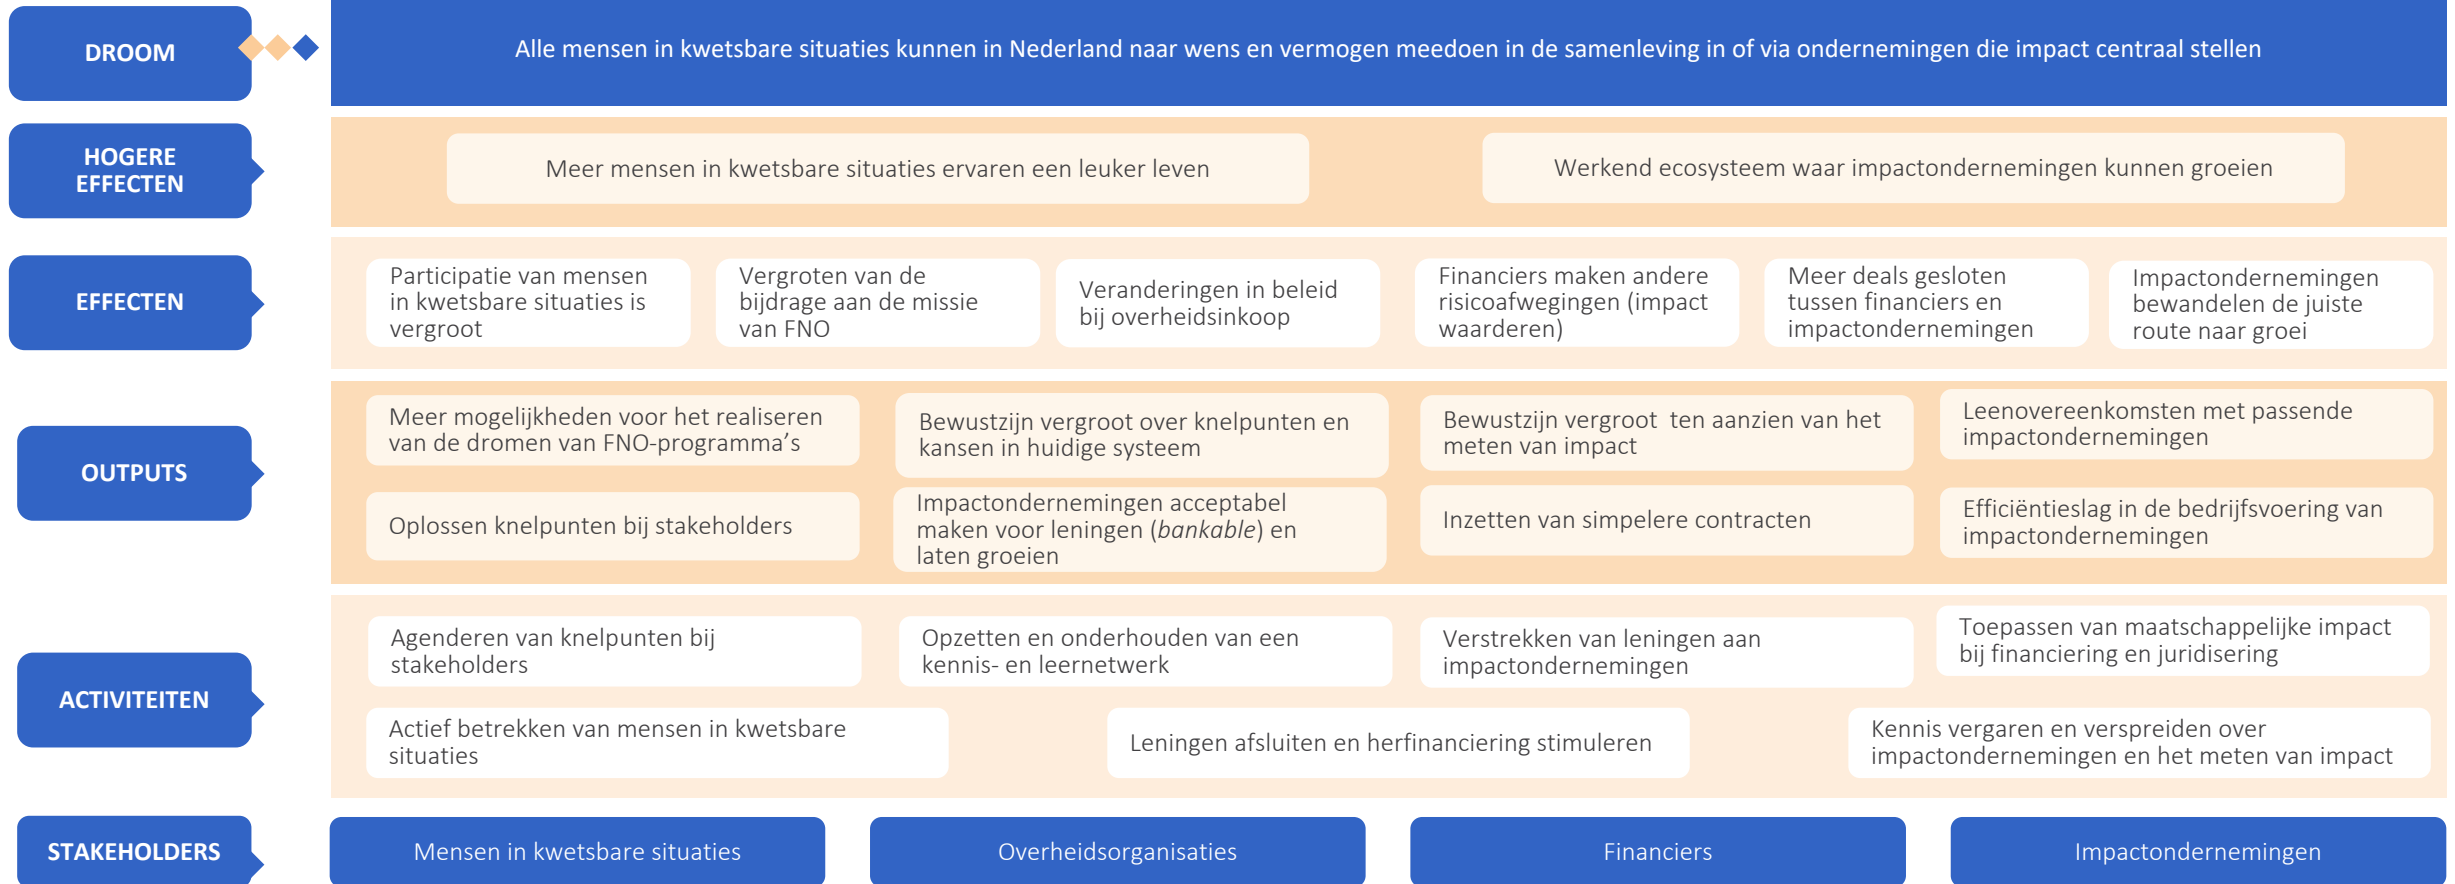 DROOM
Alle mensen in kwetsbare situaties kunnen in Nederland naar wens en vermogen meedoen in de samenleving in of via ondernemingen die impact centraal stellen
HOGERE
EFFECTEN
Meer mensen in kwetsbare situaties ervaren een leuker leven
Werkend ecosysteem waar impactondernemingen kunnen groeien
EFFECTEN
Participatie van mensen
in kwetsbare situaties is
vergroot
Vergroten van de
bijdrage aan de missie
van FNO
Veranderingen in beleid
bij overheidsinkoop
Financiers maken andere
risicoafwegingen (impact
waarderen)
Meer deals gesloten
tussen financiers en
impactondernemingen
Impactondernemingen
bewandelen de juiste
route naar groei
OUTPUTS
Meer mogelijkheden voor het realiseren
van de dromen van FNO-programma's
Bewustzijn vergroot over knelpunten en
kansen in huidige systeem
Bewustzijn vergroot  ten aanzien van het
meten van impact
Leenovereenkomsten met passende
impactondernemingen
Oplossen knelpunten bij stakeholders
Impactondernemingen acceptabel
maken voor leningen (bankable) en
laten groeien
Inzetten van simpelere contracten
Efficiëntieslag in de bedrijfsvoering van
impactondernemingen
ACTIVITEITEN
Agenderen van knelpunten bij
stakeholders
Opzetten en onderhouden van een
kennis- en leernetwerk
Verstrekken van leningen aan
impactondernemingen
Toepassen van maatschappelijke impact
bij financiering en juridisering
Actief betrekken van mensen in kwetsbare
situaties
Leningen afsluiten en herfinanciering stimuleren
Kennis vergaren en verspreiden over
impactondernemingen en het meten van impact
STAKEHOLDERS
Mensen in kwetsbare situaties
Overheidsorganisaties
Financiers
Impactondernemingen